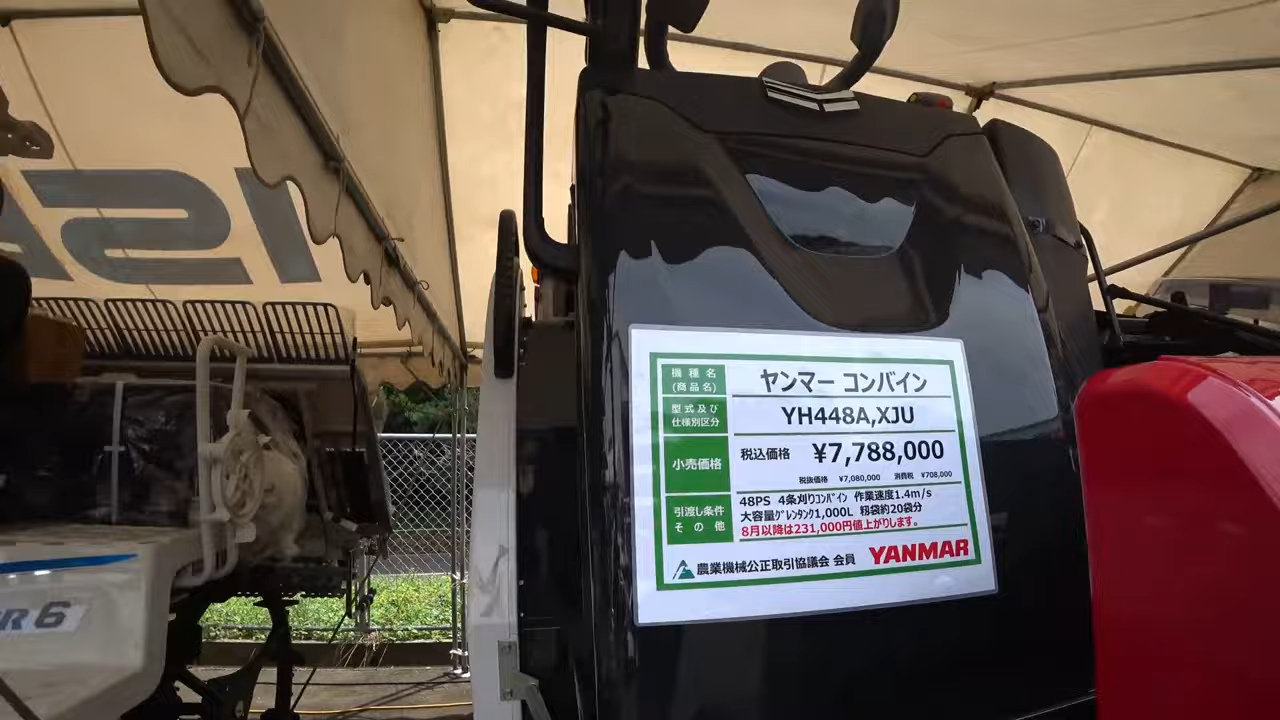 機種名
(商品名)
ヤンマー コンバイン
型式及び
仕様別区分
YH448A,XJU
小売価格
税込価格 ¥7,788,000
税抜価格 ¥7,080,000 消費税 ¥708,000
引渡し条件
その他
48PS 4条刈りコンバイン 作業速度1.4m/s
大容量グレンタンク1,000L 籾袋約20袋分
8月以降は231,000円値上がりします。
農業機械公正取引協議会 会員
YANMAR
R6